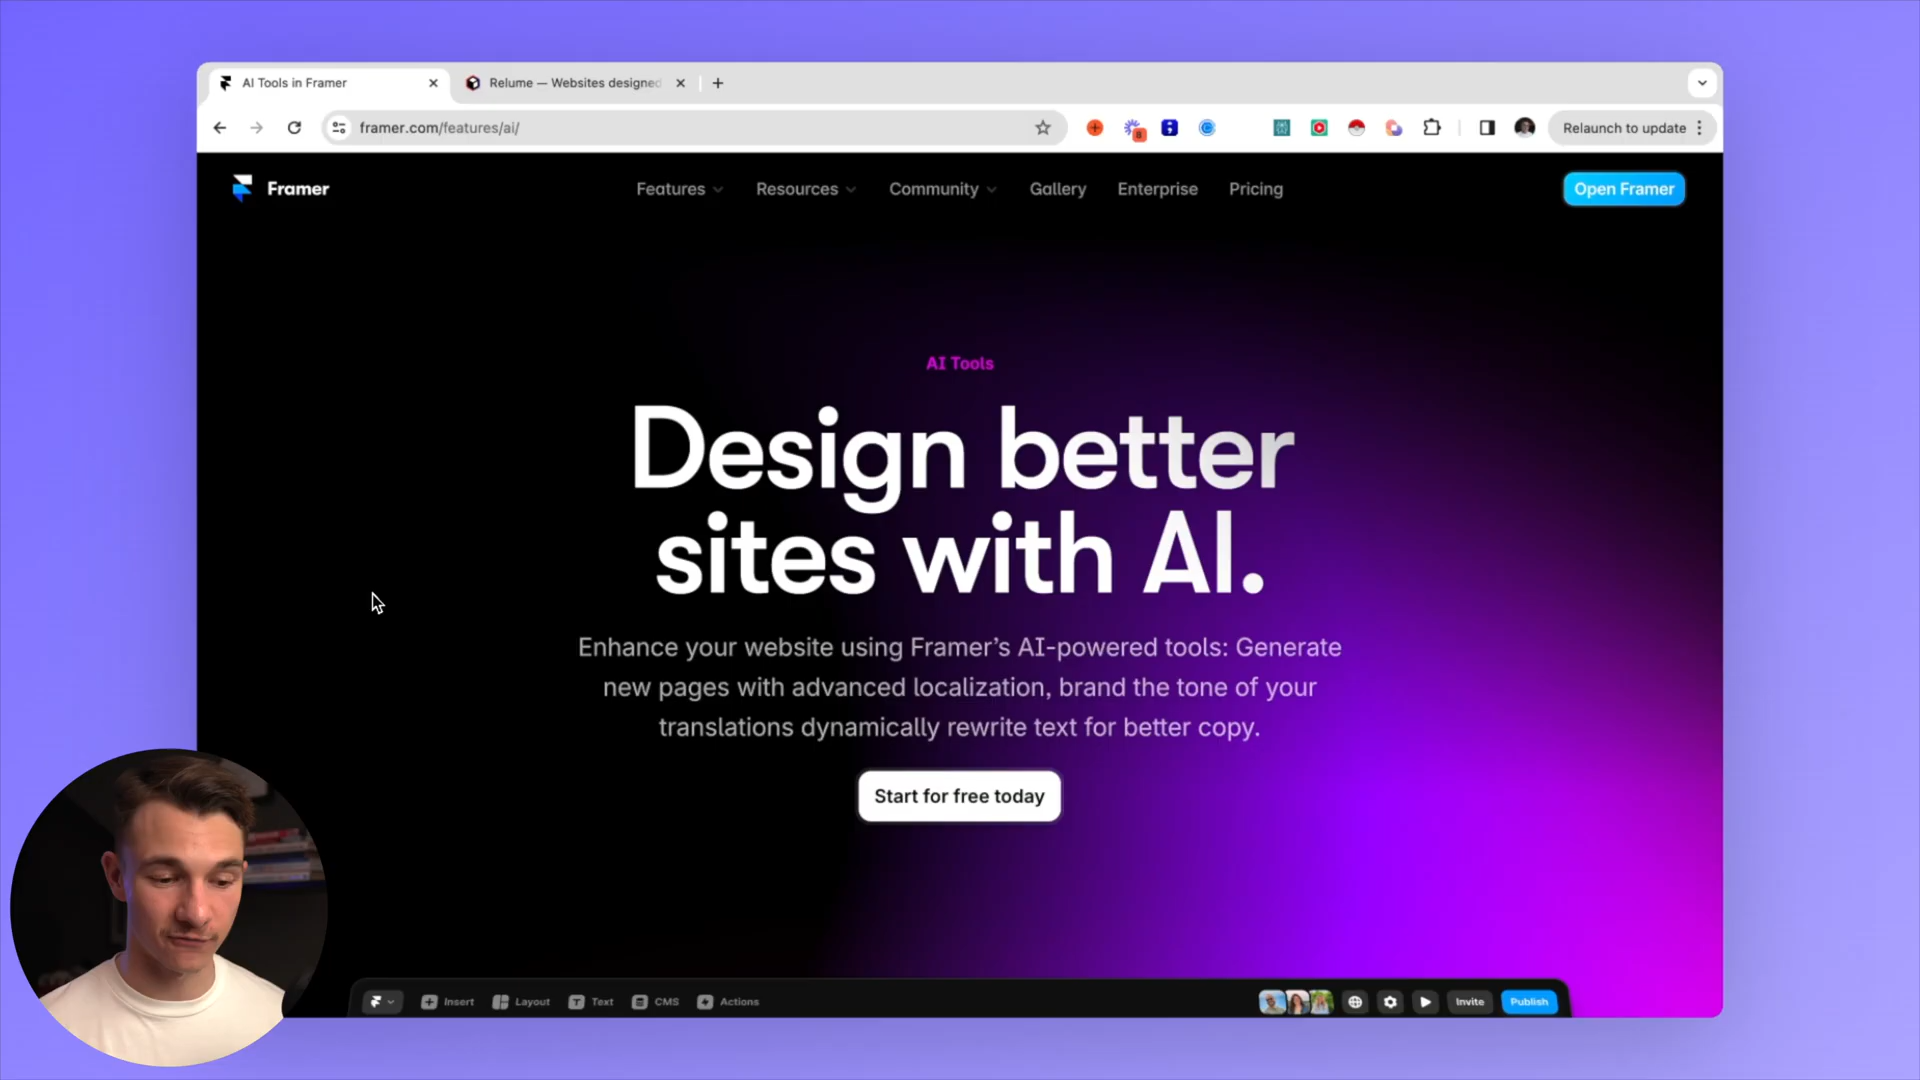 AI Tools in Framer
Relume — Websites designed
framer.com/features/ai/
8
Relaunch to update
Framer
Features
Resources
Community
Gallery
Enterprise
Pricing
Open Framer
AI Tools
Design better
sites with AI.
Enhance your website using Framer’s AI-powered tools: Generate
new pages with advanced localization, brand the tone of your
translations dynamically rewrite text for better copy.
Start for free today
Insert
Layout
Text
CMS
Actions
Invite
Publish